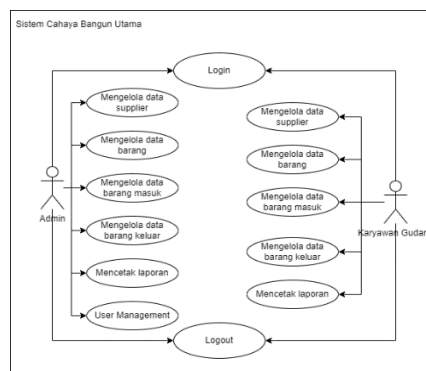 Sistem Cahaya Bangun Utama
Login
Mengelola data
supplier
Mengelola data
barang
Mengelola data
barang masuk
Mengelola data
barang keluar
Mencetak laporan
User Management
Admin
Mengelola data
supplier
Mengelola data
barang
Mengelola data
barang masuk
Mengelola data
barang keluar
Mencetak laporan
Karyawan Gudang
Logout